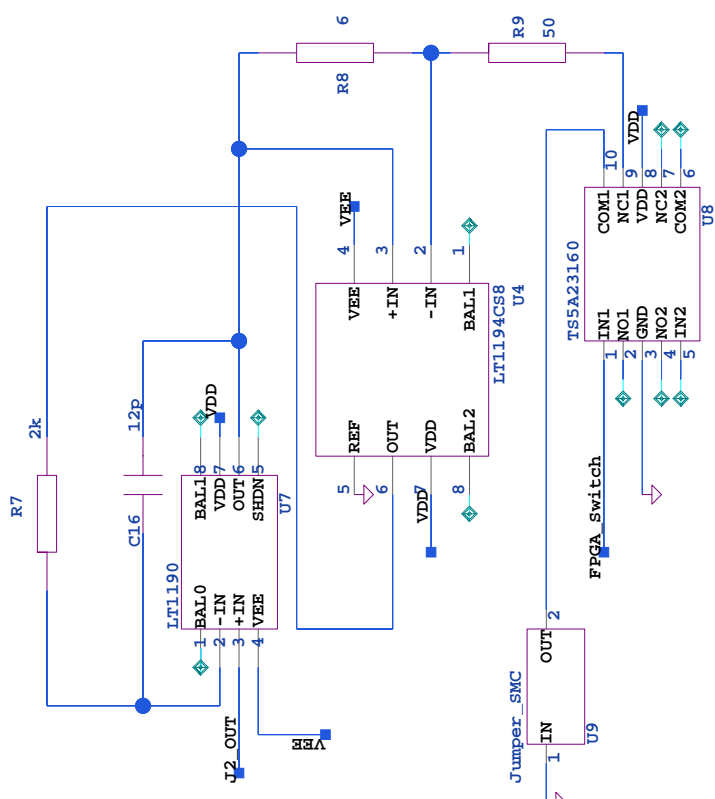 6
R8
R9
50
VDD
10
9
8
7
6
COM1
NC1
VDD
NC2
COM2
U8
TS5A23160
IN1
NO1
GND
NO2
IN2
1
2
3
4
5
FPGA_Switch
VEE
4
3
2
1
VEE
+IN
-IN
BAL1
U4
LT1194CS8
REF
OUT
VDD
BAL2
5
6
7
8
VDD
2k
R7
12p
C16
VDD
8
7
6
5
BAL1
VDD
OUT
SHDN
U7
LT1190
BAL0
-IN
+IN
VEE
1
2
3
4
J2_OUT
VEE
2
OUT
Jumper_SMC
IN
U9
1